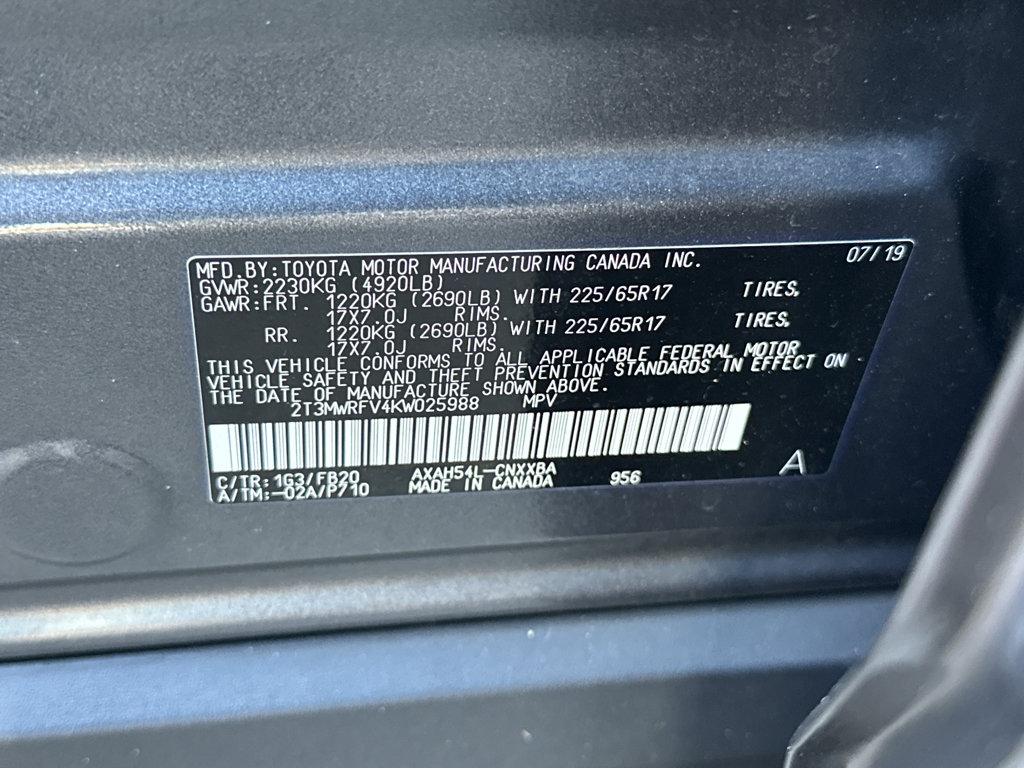 MFD.BY:TOYOTA MOTOR MANUFACTURING CANADA INC. 07/19
GVWR:2230KG (4920LB)
GAWR:FRT. 1220KG (2690LB) WITH 225/65R17 TIRES,
17X7.0J RIMS.
RR. 1220KG (2690LB) WITH 225/65R17 TIRES,
17X7.0J RIMS.
THIS VEHICLE CONFORMS TO ALL APPLICABLE FEDERAL MOTOR
VEHICLE SAFETY AND THEFT PREVENTION STANDARDS IN EFFECT ON
THE DATE OF MANUFACTURE SHOWN ABOVE.
2T3MWRFV4KW025988 MPV
C/TR:1G3/FB20 AXAH54L-CNXXBA 956 A
A/TM:-02A/P710 MADE IN CANADA